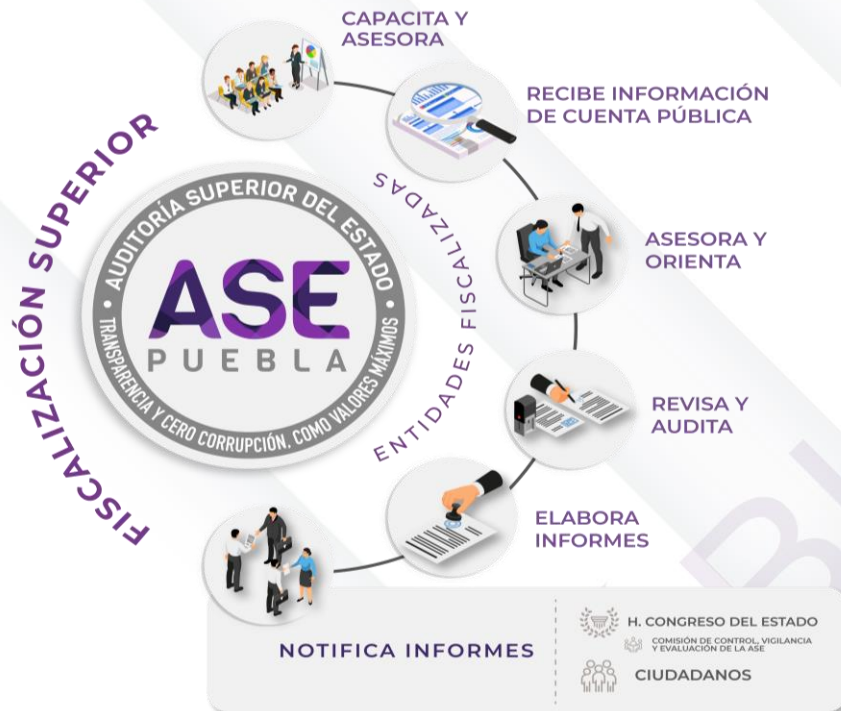 CAPACITA Y
ASESORA
RECIBE INFORMACIÓN
DE CUENTA PÚBLICA
FISCALIZACIÓN SUPERIOR
AUDITORÍA SUPERIOR DEL ESTADO
ASE
PUEBLA
TRANSPARENCIA Y CERO CORRUPCIÓN. COMO VALORES MÁXIMOS
ENTIDADES FISCALIZADAS
ASESORA Y
ORIENTA
REVISA Y
AUDITA
ELABORA
INFORMES
NOTIFICA INFORMES
H. CONGRESO DEL ESTADO
COMISIÓN DE CONTROL, VIGILANCIA
Y EVALUACIÓN DE LA ASE
CIUDADANOS